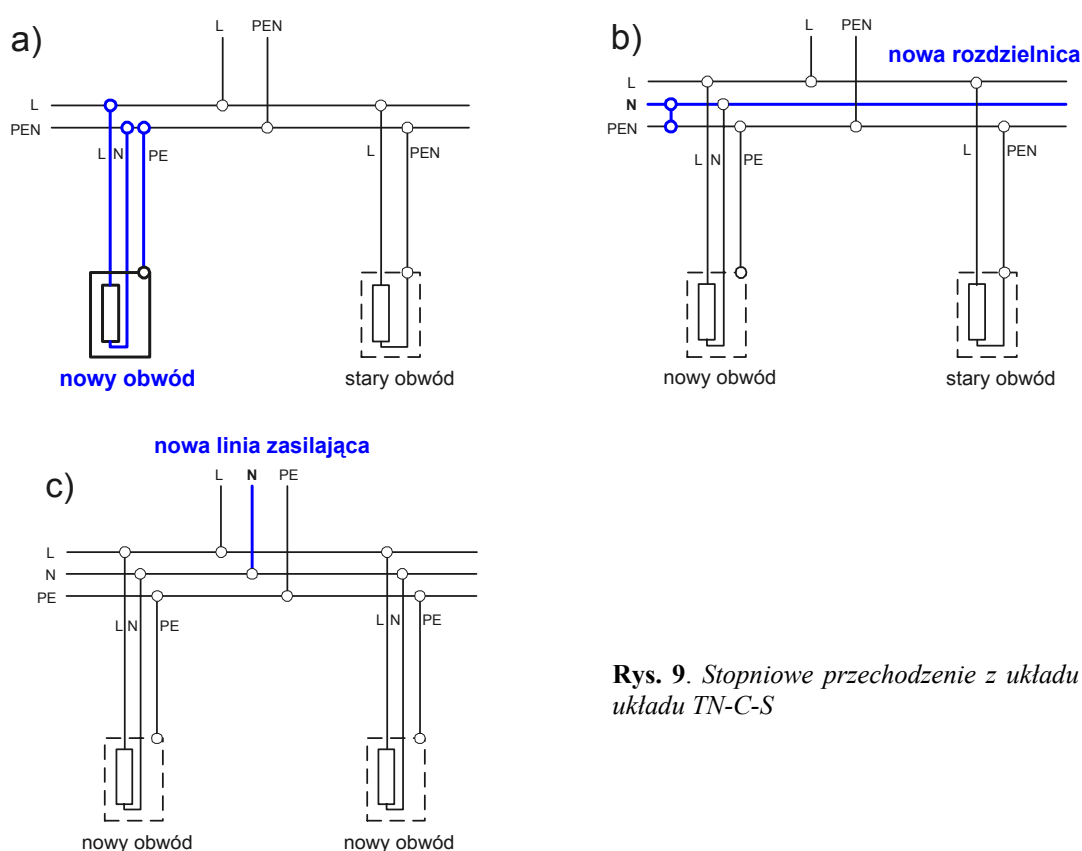 a)
L PEN
L
PEN
L N PE
L PEN
nowy obwód
stary obwód
b)
L PEN
nowa rozdzielnica
L
N
PEN
L N PE
L PEN
nowy obwód
stary obwód
nowa linia zasilająca
c)
L N PE
L
N
PE
L N PE
L N PE
nowy obwód
nowy obwód
Rys. 9. Stopniowe przechodzenie z układu
układu TN-C-S